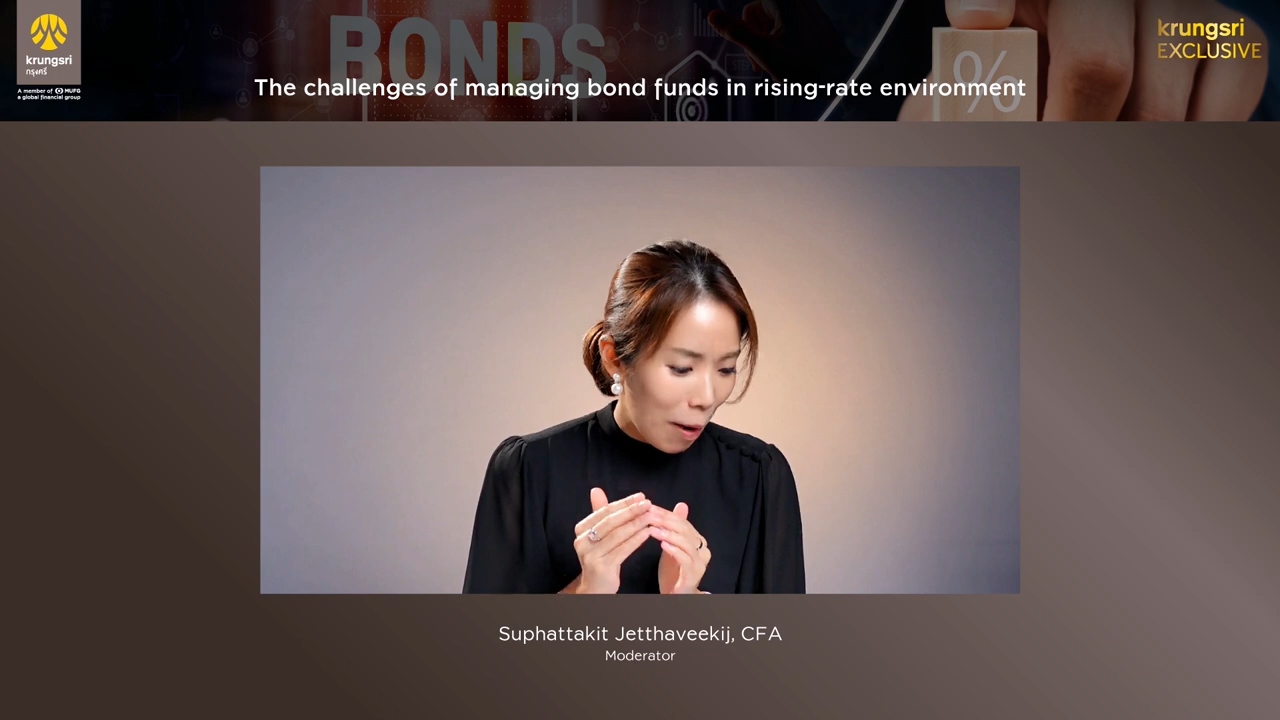 krungsri
กรุงศรี
A member of MUFG
a global financial group
BONDS
%
krungsri
EXCLUSIVE
The challenges of managing bond funds in rising-rate environment
Suphattakit Jetthaveekij, CFA
Moderator